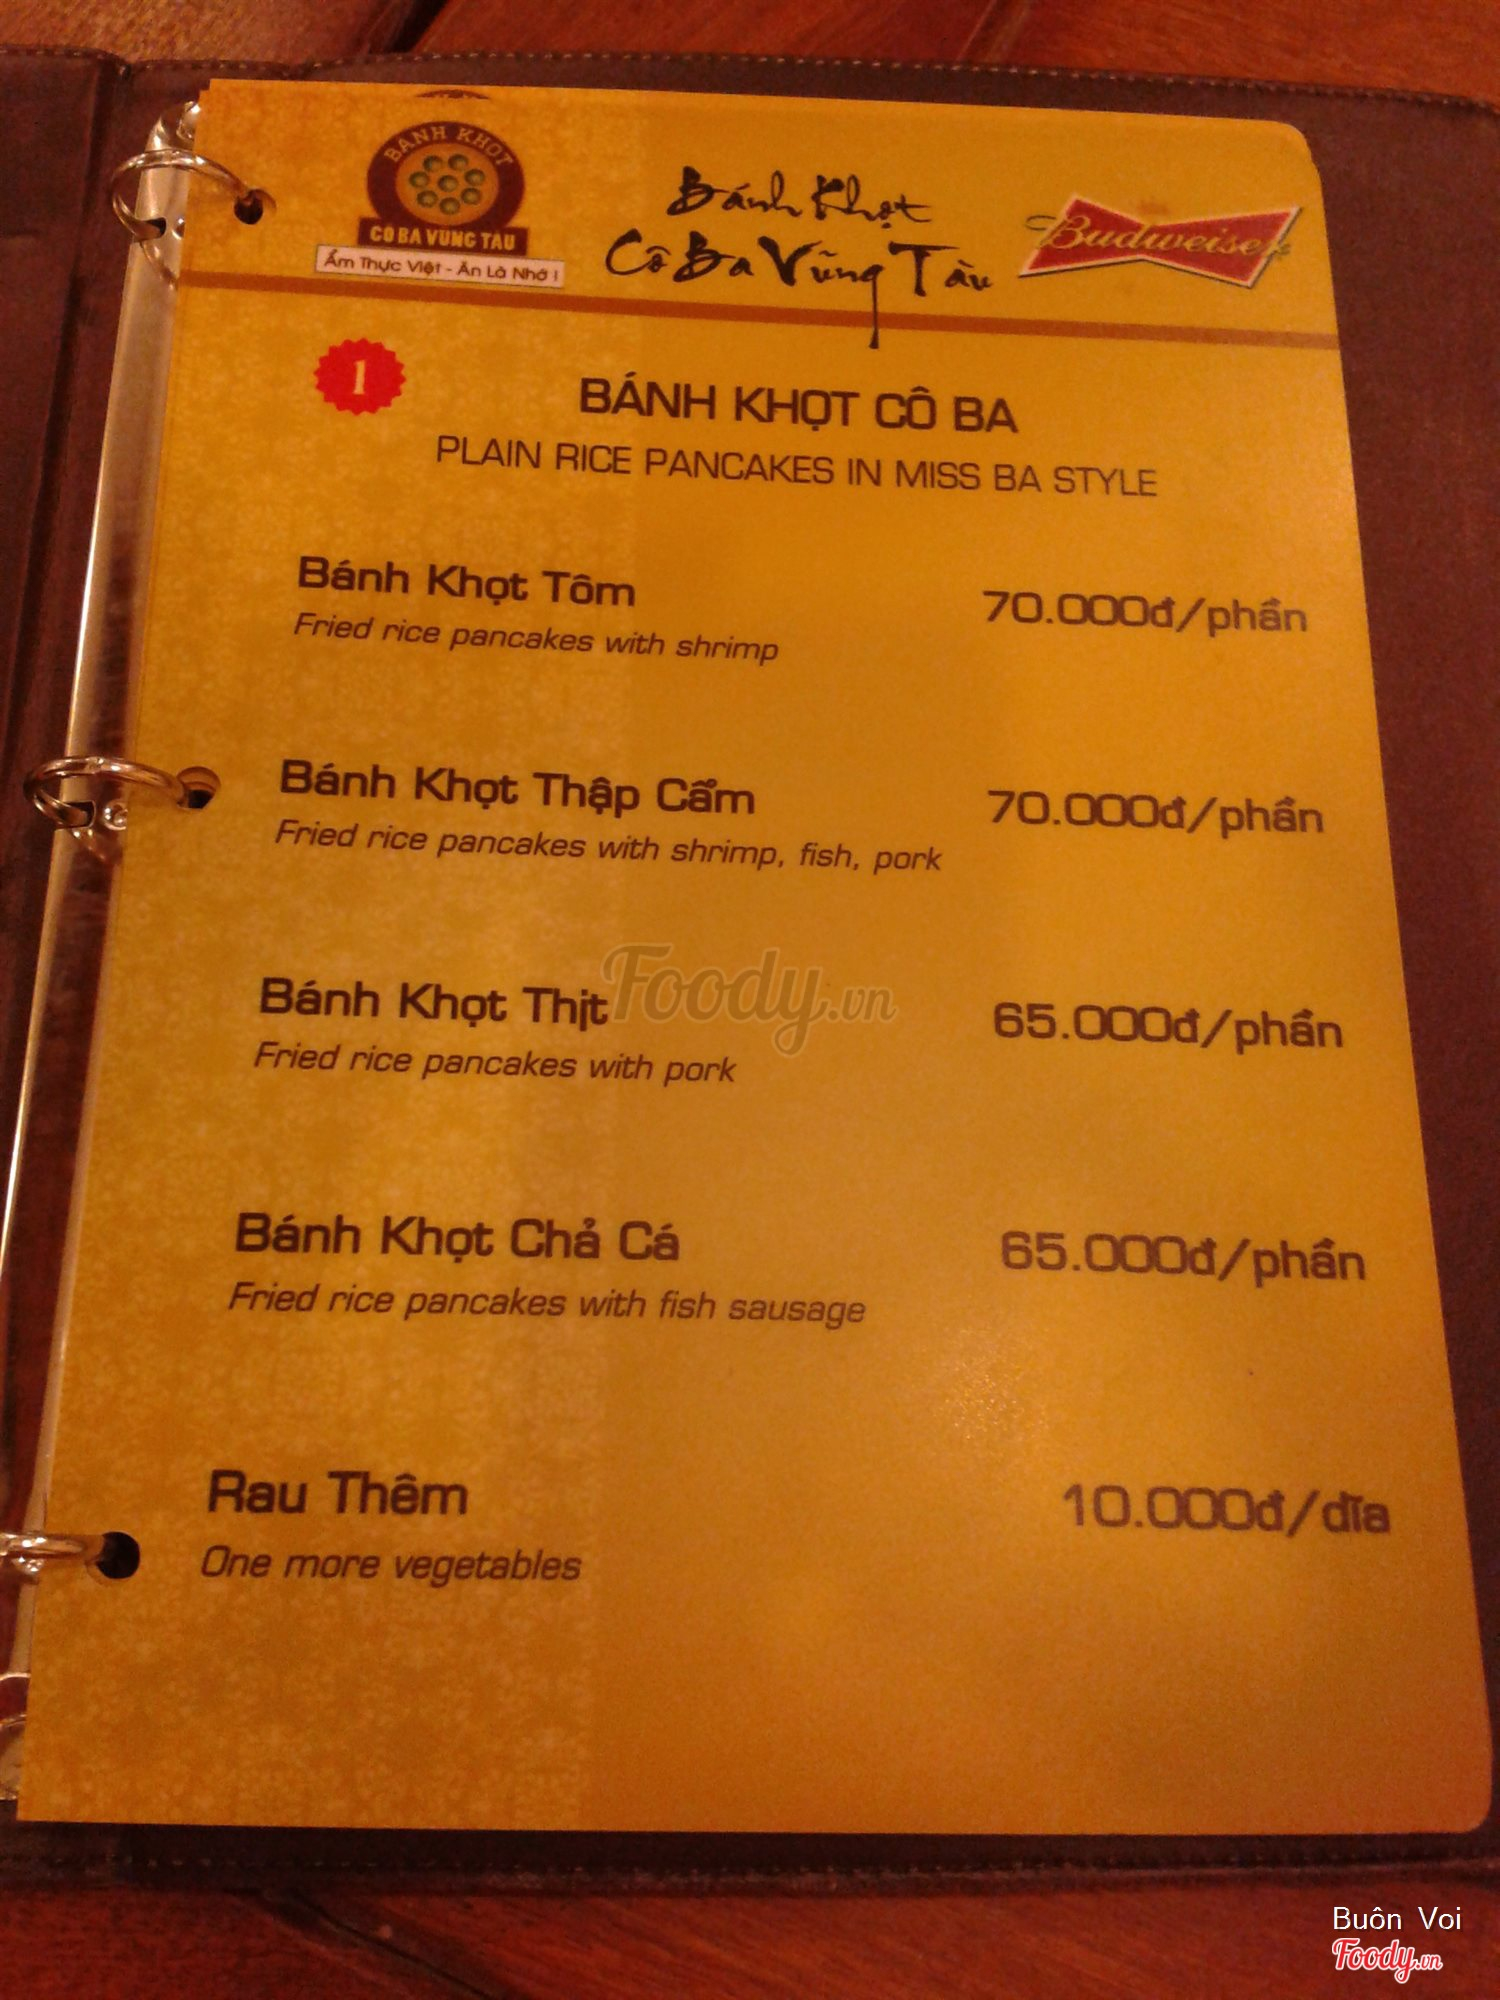 BÁNH KHỌT
CÔ BA VŨNG TÀU
Ẩm Thực Việt - Ăn Là Nhớ !
Bánh Khọt
Cô Ba Vũng Tàu
Budweiser
1
BÁNH KHỌT CÔ BA
PLAIN RICE PANCAKES IN MISS BA STYLE
Bánh Khọt Tôm 70.000đ/phần
Fried rice pancakes with shrimp
Bánh Khọt Thập Cẩm 70.000đ/phần
Fried rice pancakes with shrimp, fish, pork
Bánh Khọt Thịt 65.000đ/phần
Foody.vn
Fried rice pancakes with pork
Bánh Khọt Chả Cá 65.000đ/phần
Fried rice pancakes with fish sausage
Rau Thêm 10.000đ/dĩa
One more vegetables
Buôn Voi
Foody.vn